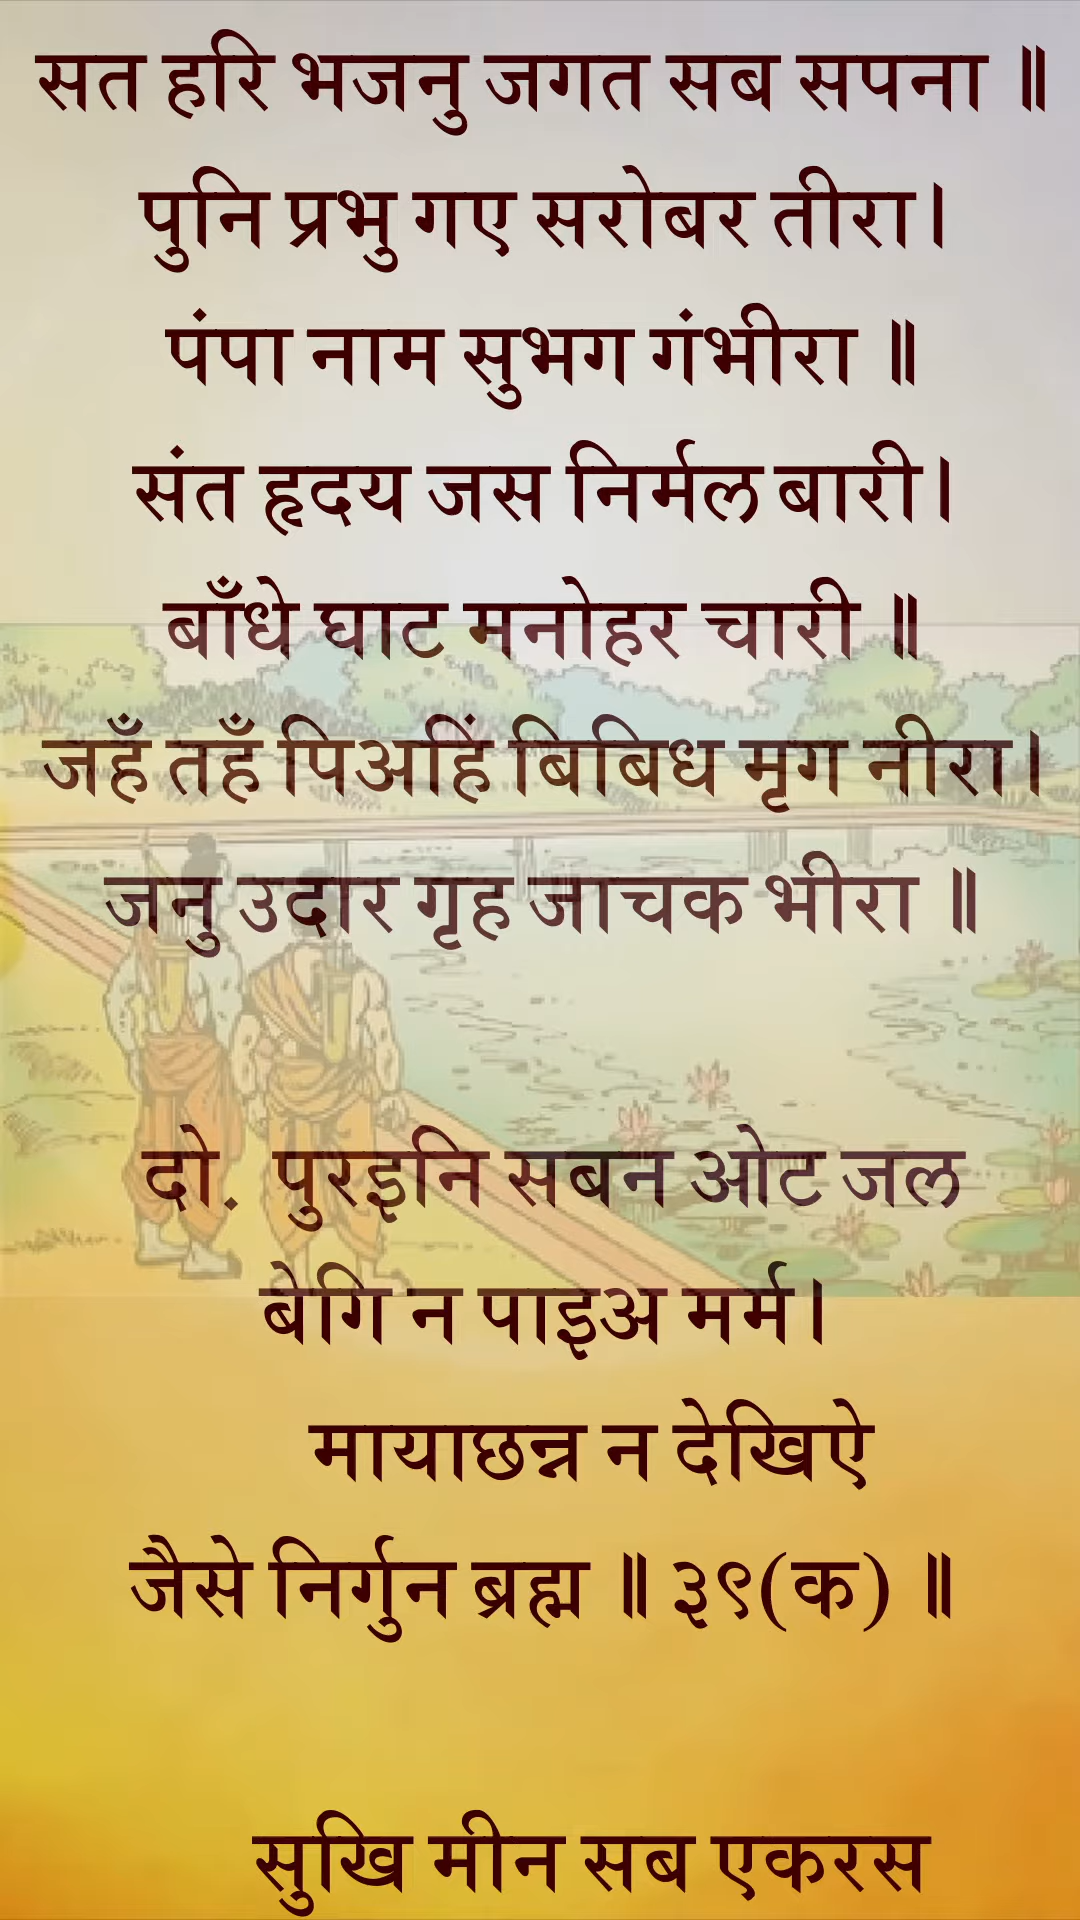 सत हरि भजनु जगत सब सपना ॥
पुनि प्रभु गए सरोबर तीरा।
पंपा नाम सुभग गंभीरा ॥
संत हृदय जस निर्मल बारी।
बाँधे घाट मनोहर चारी ॥
जहँ तहँ पिअहिं बिबिध मृग नीरा।
जनु उदार गृह जाचक भीरा ॥
दो. पुरइनि सबन ओट जल
बेगि न पाइअ मर्म।
मायाछन्न न देखिऐ
जैसे निर्गुन ब्रह्म ॥ ३९(क) ॥
सुखि मीन सब एकरस